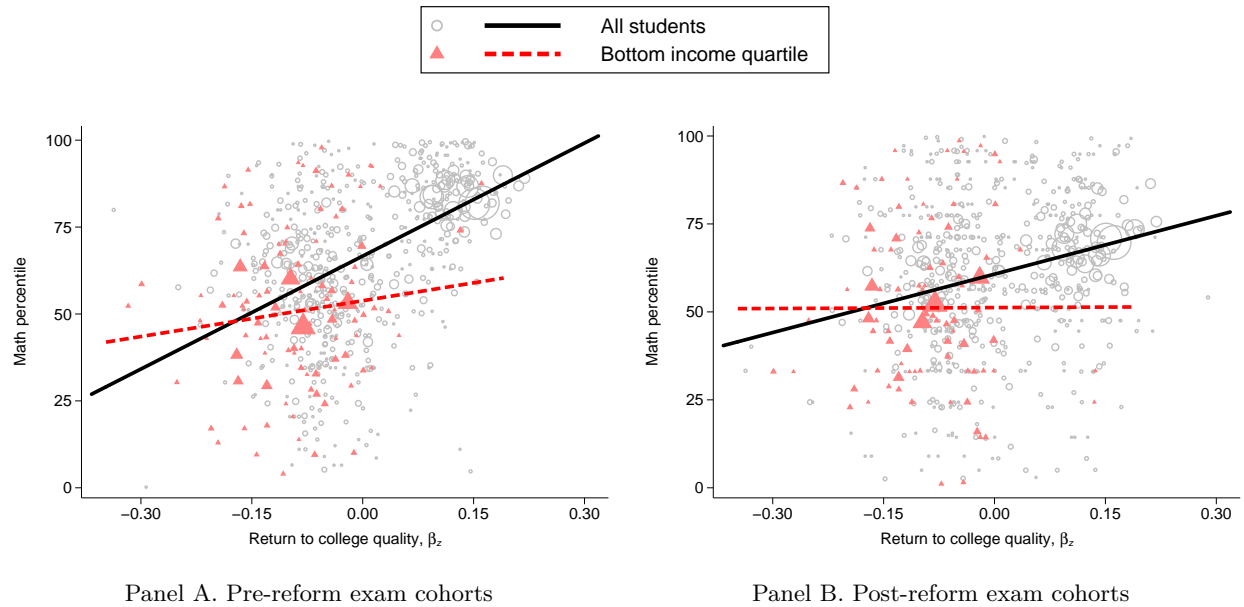 All students
Bottom income quartile
Math percentile
100
75
50
25
0
−0.30 −0.15 0.00 0.15 0.30
Return to college quality, βz
Panel A. Pre-reform exam cohorts
Math percentile
100
75
50
25
0
−0.30 −0.15 0.00 0.15 0.30
Return to college quality, βz
Panel B. Post-reform exam cohorts